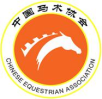 中国马术协会
CHINESE EQUESTRIAN ASSOCIATION